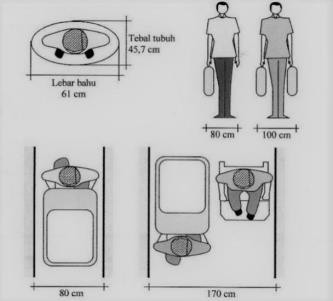 Tebal tubuh
45,7 cm
Lebar bahu
61 cm
80 cm
100 cm
80 cm
170 cm